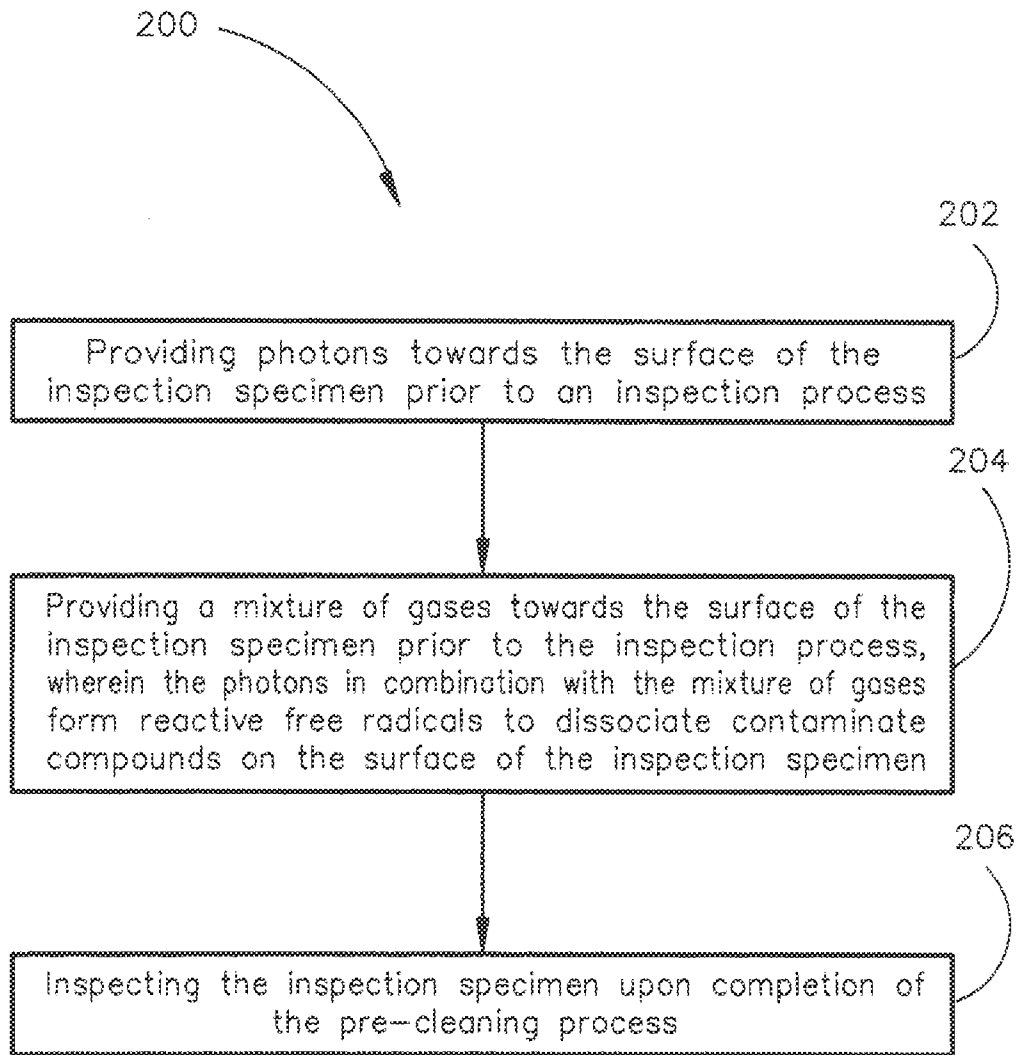 200
202
Providing photons towards the surface of the
inspection specimen prior to an inspection process
204
Providing a mixture of gases towards the surface of the
inspection specimen prior to the inspection process,
wherein the photons in combination with the mixture of gases
form reactive free radicals to dissociate contaminate
compounds on the surface of the inspection specimen
206
Inspecting the inspection specimen upon completion of
the pre-cleaning process